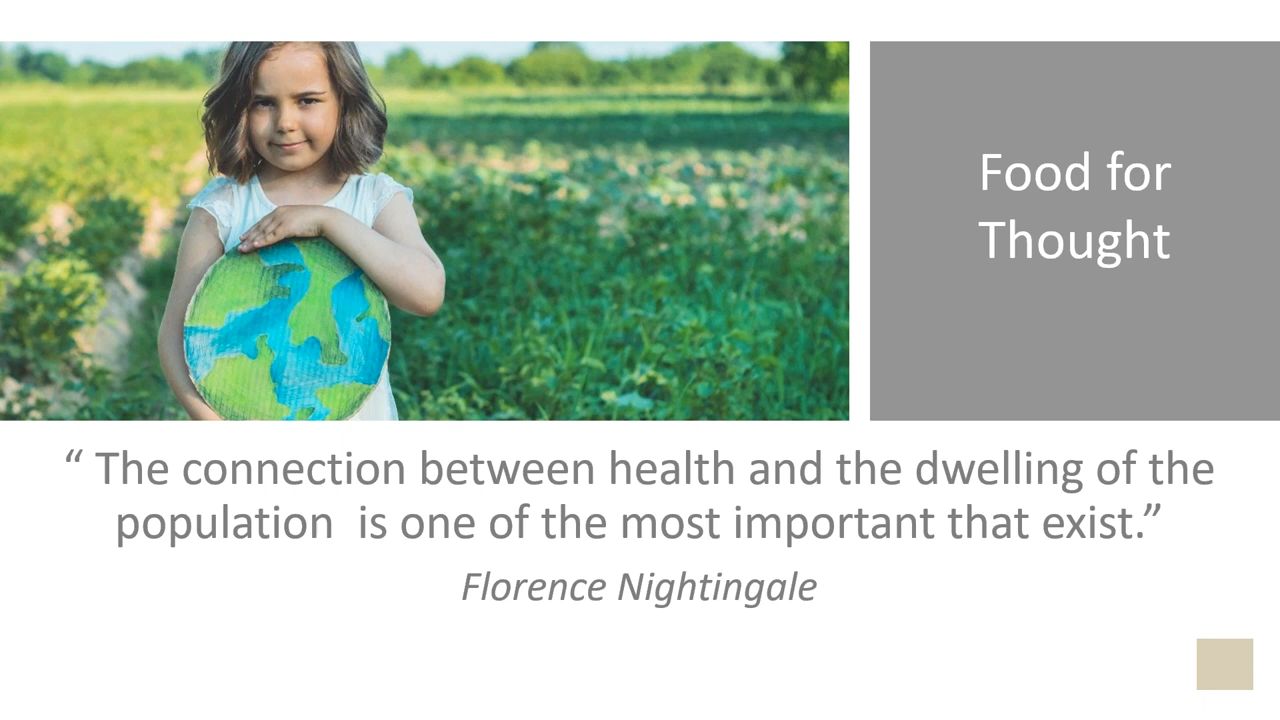 Food for
Thought
“ The connection between health and the dwelling of the
population  is one of the most important that exist.”
Florence Nightingale